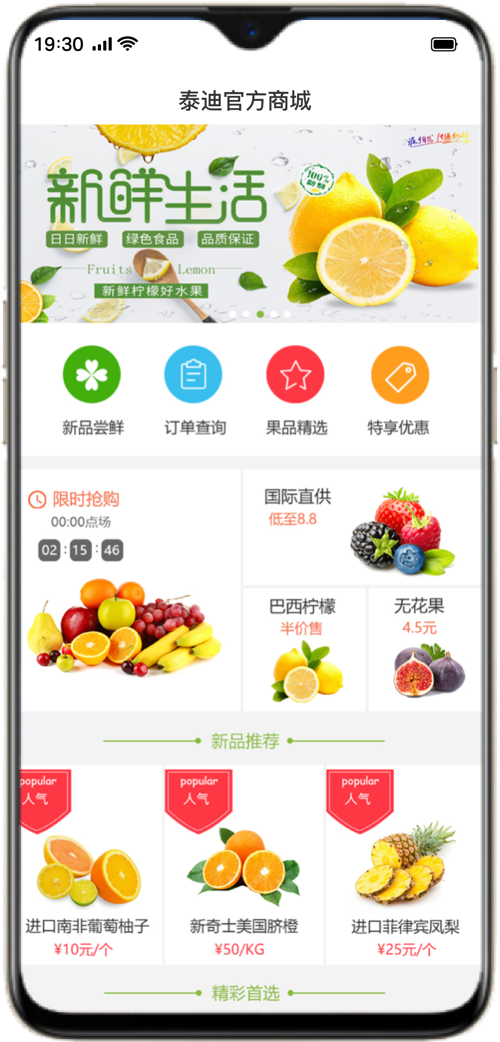 19:30
泰迪官方商城
新鲜生活
100%
新鲜
日日新鲜 绿色食品 品质保证
Fruits Lemon
新鲜柠檬好水果
新品尝鲜 订单查询 果品精选 特享优惠
限时抢购
00:00点场
02:15:46
国际直供
低至8.8
巴西柠檬
半价售
无花果
4.5元
新品推荐
popular
人气
popular
人气
popular
人气
进口南非葡萄柚子
¥10元/个
新奇士美国脐橙
¥50/KG
进口菲律宾凤梨
¥25元/个
精彩首选